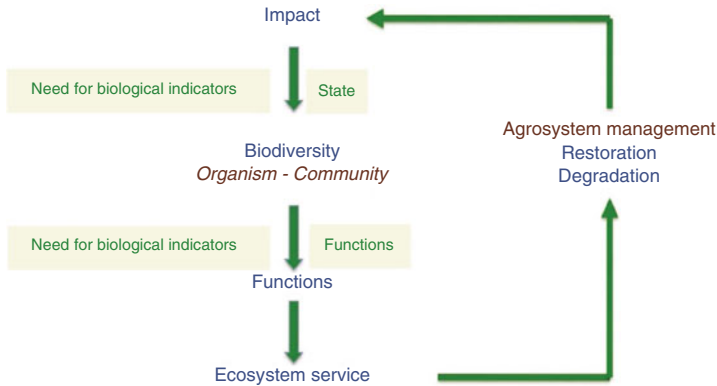 Impact
Need for biological indicators
State
Agrosystem management
Restoration
Degradation
Biodiversity
Organism - Community
Need for biological indicators
Functions
Functions
Ecosystem service